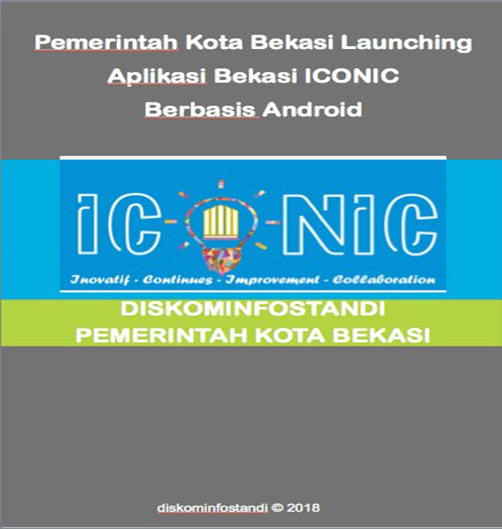 Pemerintah Kota Bekasi Launching
Aplikasi Bekasi ICONIC
Berbasis Android
iCONIC
Inovatif - Continues - Improvement - Collaboration
DISKOMINFOSTANDI
PEMERINTAH KOTA BEKASI
diskominfostandi © 2018